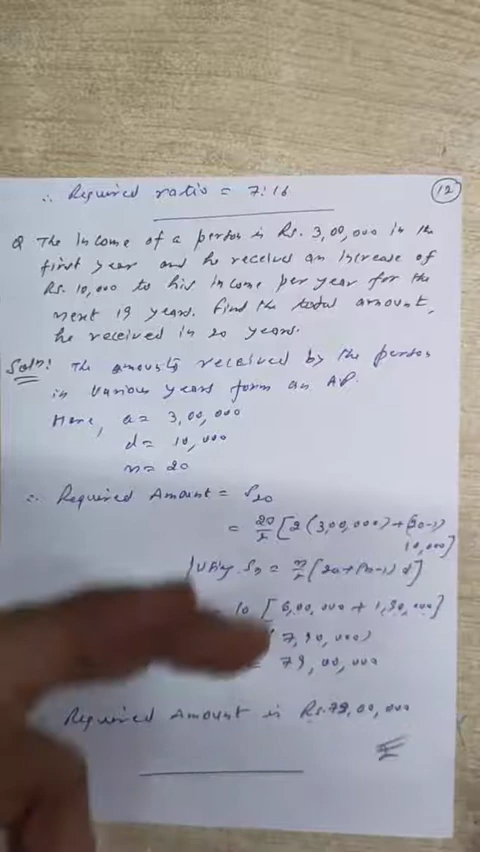 ∴ Required ratio = 7:16
12
Q The Income of a person is Rs. 3,00,000 in the
first year and he received an increase of
Rs. 10,000 to his income per year for the
next 19 years. Find the total amount,
he received in 20 years.
Soln: The amounts received by the person
in various years form an AP.
Here, a = 3,00,000
d = 10,000
n = 20
∴ Required Amount = S20
= 20/2 [2(3,00,000)+(20-1)
10,000]
|Using Sn = n/2 [2a+(n-1)d]
10 [6,00,000 + 1,90,000]
(7,90,000)
= 79,00,000
Required Amount is Rs. 79,00,000